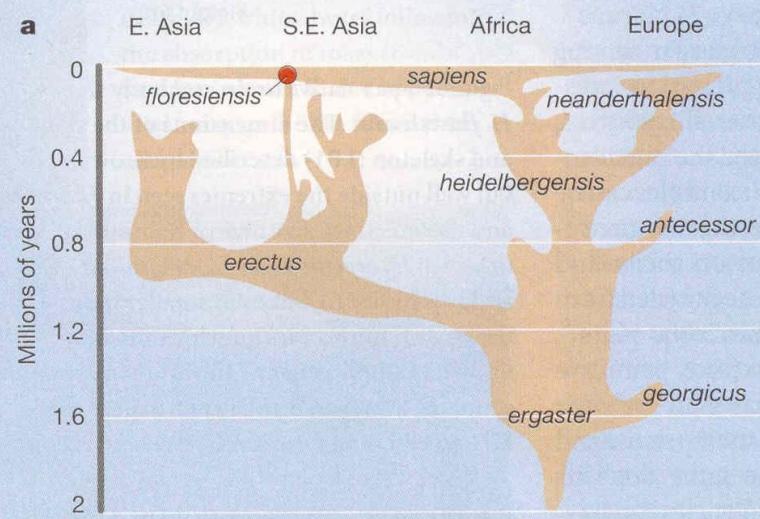 a
E. Asia
S.E. Asia
Africa
Europe
0
sapiens
floresiensis
neanderthalensis
0.4
heidelbergensis
antecessor
0.8
erectus
Millions of years
1.2
georgicus
1.6
ergaster
2